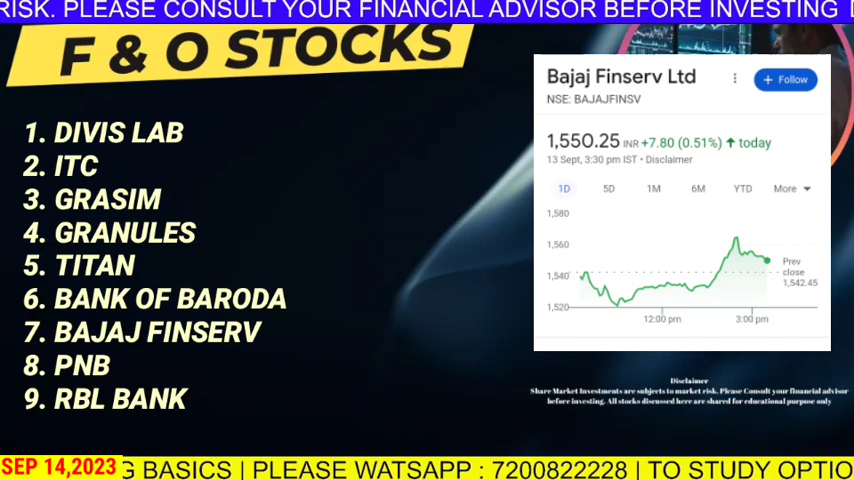 RISK. PLEASE CONSULT YOUR FINANCIAL ADVISOR BEFORE INVESTING
F & O STOCKS
1. DIVIS LAB
2. ITC
3. GRASIM
4. GRANULES
5. TITAN
6. BANK OF BARODA
7. BAJAJ FINSERV
8. PNB
9. RBL BANK
Bajaj Finserv Ltd
+ Follow
NSE: BAJAJFINSV
1,550.25 INR +7.80 (0.51%) ↑ today
13 Sept, 3:30 pm IST • Disclaimer
1D 5D 1M 6M YTD More
1,580
1,560
1,540
1,520
Prev
close
1,542.45
12:00 pm 3:00 pm
Disclaimer
Share Market Investments are subjects to market risk. Please Consult your financial advisor
before investing. All stocks discussed here are shared for educational purpose only
SEP 14,2023
G BASICS | PLEASE WATSAPP : 7200822228 | TO STUDY OPTIO